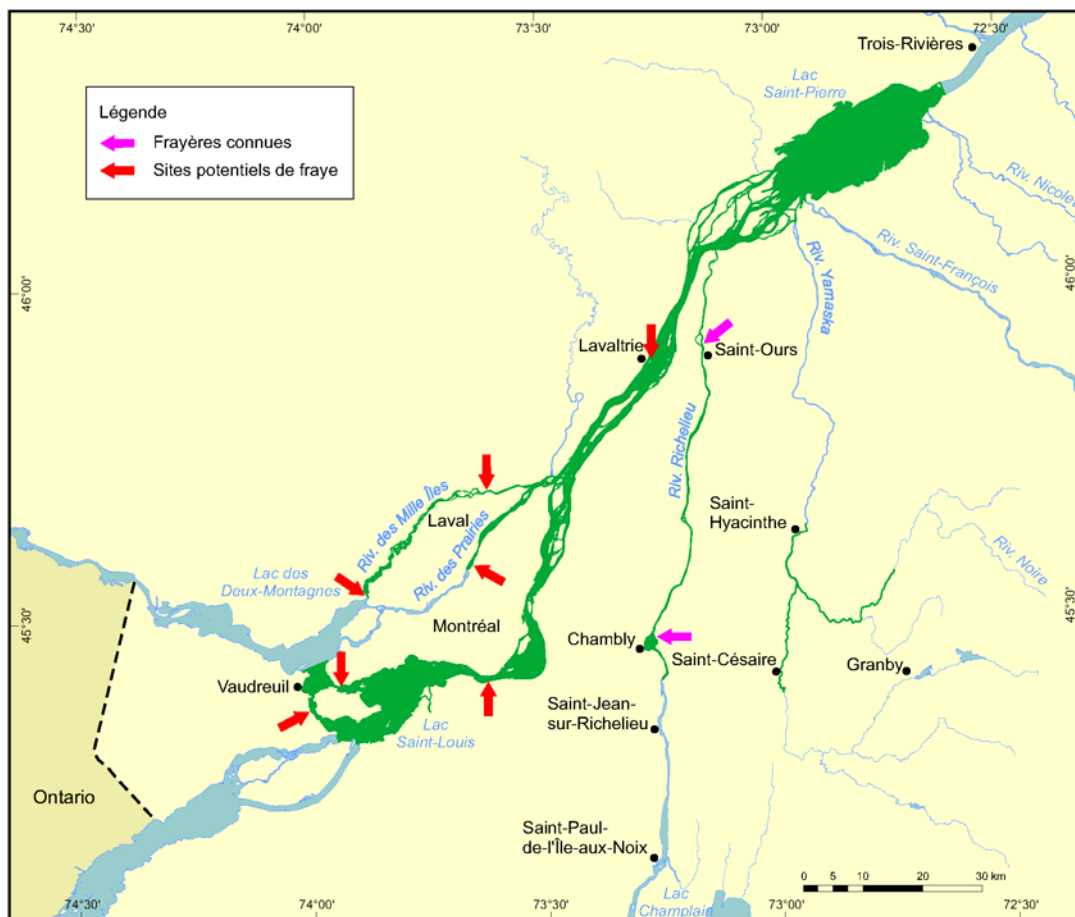 74°30'
74°00'
73°30'
73°00'
72°30'
Trois-Rivières
Lac
Saint-Pierre
Légende
Frayères connues
Sites potentiels de fraye
Riv. Nicolet
Riv. Saint-François
Riv. Yamaska
46°00'
46°00'
Lavaltrie
Saint-Ours
Riv. Richelieu
Riv. des Mille Îles
Laval
Riv. des Prairies
Saint-
Hyacinthe
Riv. Noire
Lac des
Deux-Montagnes
45°30'
45°30'
Montréal
Chambly
Saint-Césaire
Granby
Vaudreuil
Lac
Saint-Louis
Saint-Jean-
sur-Richelieu
Ontario
Saint-Paul-
de-l'Île-aux-Noix
0 5 10 20 30 km
Lac
Champlain
74°30'
74°00'
73°30'
73°00'
72°30'